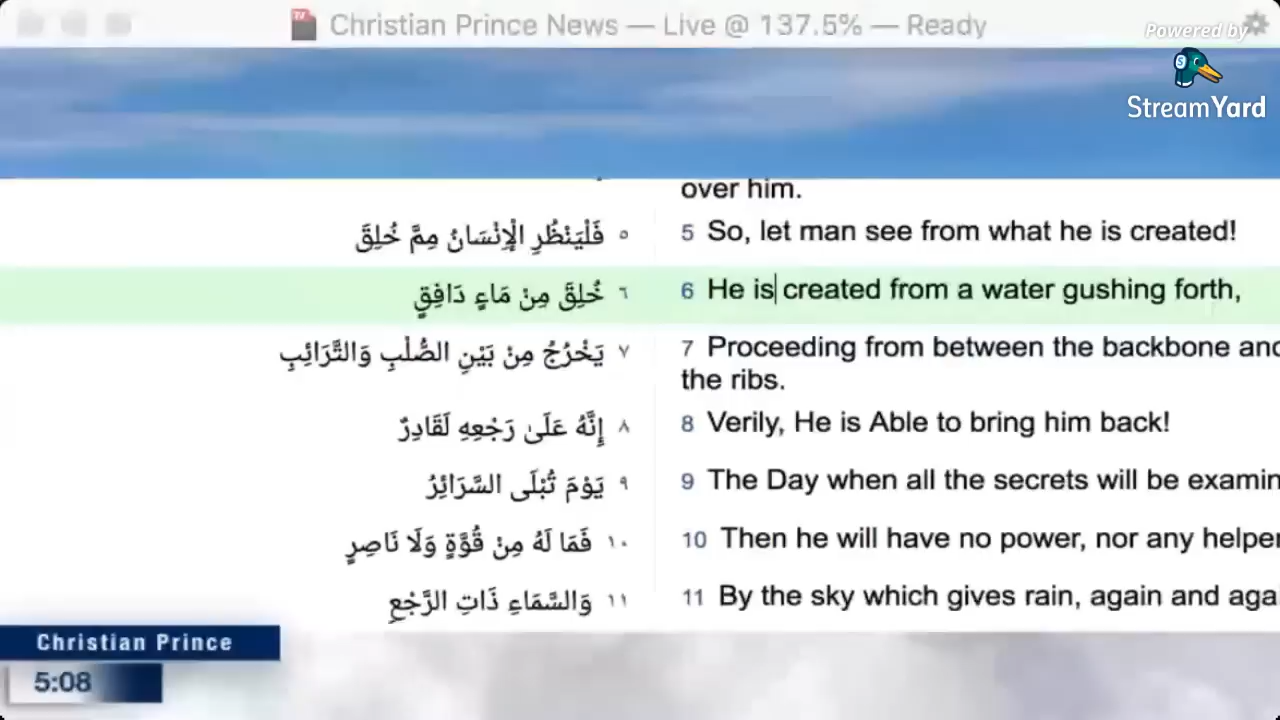 Christian Prince News — Live @ 137.5% — Ready
Powered by
StreamYard
over him.
٥ فَلْيَنْظُرِ الْإِنْسَانُ مِمَّ خُلِقَ
5 So, let man see from what he is created!
٦ خُلِقَ مِنْ مَاءٍ دَافِقٍ
6 He is created from a water gushing forth,
٧ يَخْرُجُ مِنْ بَيْنِ الصُّلْبِ وَالتَّرَائِبِ
7 Proceeding from between the backbone and
the ribs.
٨ إِنَّهُ عَلَىٰ رَجْعِهِ لَقَادِرٌ
8 Verily, He is Able to bring him back!
٩ يَوْمَ تُبْلَى السَّرَائِرُ
9 The Day when all the secrets will be examin
١٠ فَمَا لَهُ مِنْ قُوَّةٍ وَلَا نَاصِرٍ
10 Then he will have no power, nor any helper
١١ وَالسَّمَاءِ ذَاتِ الرَّجْعِ
11 By the sky which gives rain, again and aga
Christian Prince
5:08